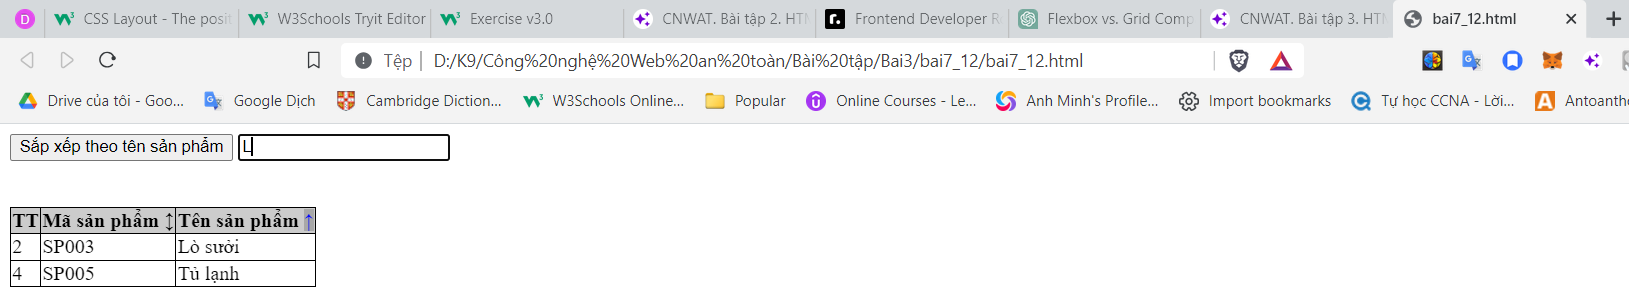 D CSS Layout - The posit W3Schools Tryit Editor Exercise v3.0 CNWAT. Bài tập 2. HTM Frontend Developer Ro Flexbox vs. Grid Comp CNWAT. Bài tập 3. HTM bai7_12.html
Tệp D:/K9/Công%20nghệ%20Web%20an%20toàn/Bài%20tập/Bai3/bai7_12/bai7_12.html
Drive của tôi - Goo... Google Dịch Cambridge Diction... W3Schools Online... Popular Online Courses - Le... Anh Minh's Profile... Import bookmarks Tự học CCNA - Lời... Antoanth
Sắp xếp theo tên sản phẩm L
TT Mã sản phẩm ↕ Tên sản phẩm ↑
2 SP003 Lò sưởi
4 SP005 Tủ lạnh